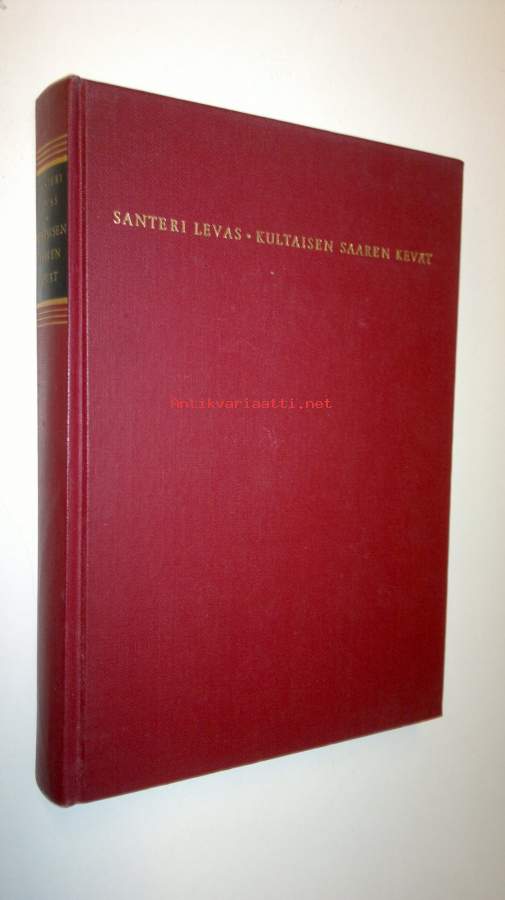 SANTERI LEVAS • KULTAISEN SAAREN KEVÄT
Antikvariaatti.net